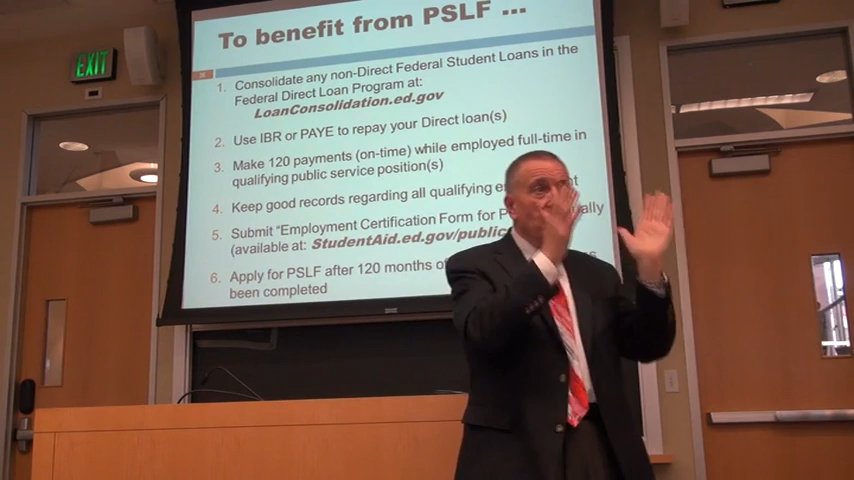 EXIT
To benefit from PSLF ...
38
1. Consolidate any non-Direct Federal Student Loans in the
Federal Direct Loan Program at:
LoanConsolidation.ed.gov
2. Use IBR or PAYE to repay your Direct loan(s)
3. Make 120 payments (on-time) while employed full-time in
qualifying public service position(s)
4. Keep good records regarding all qualifying
5. Submit "Employment Certification Form for
(available at: StudentAid.ed.gov/public
6. Apply for PSLF after 120 months of
been completed